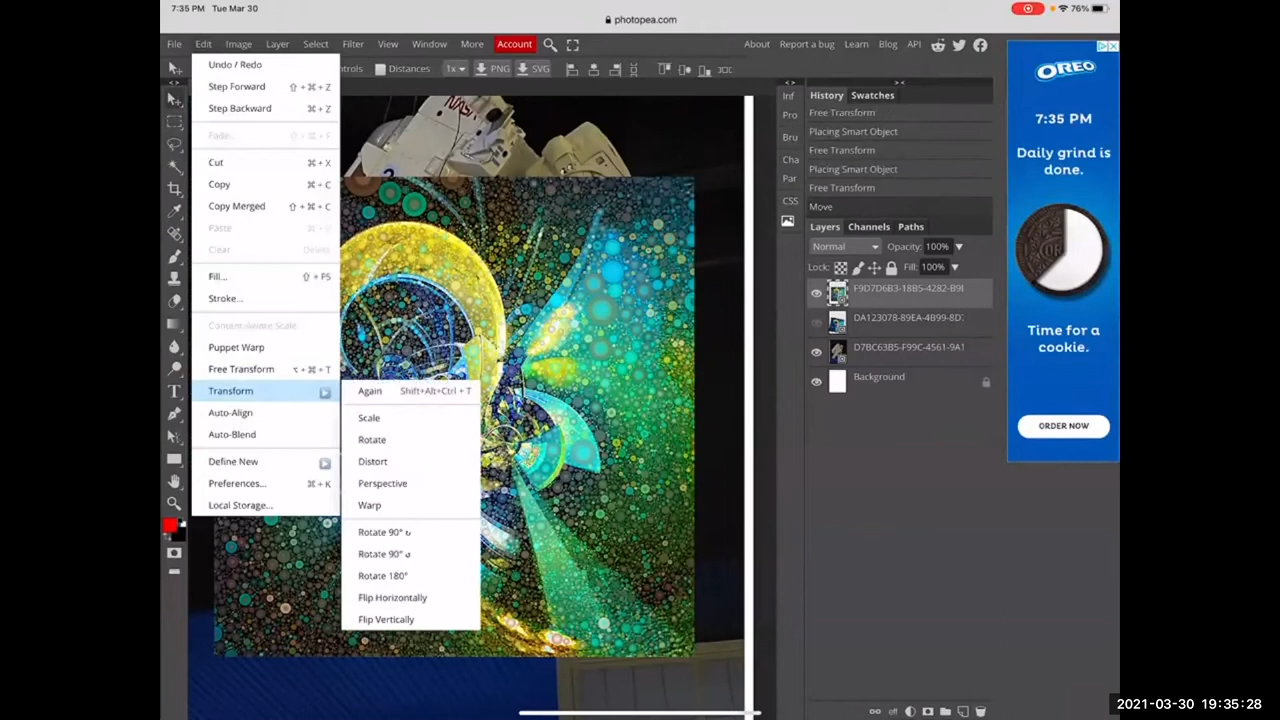 7:35 PM Tue Mar 30
76%
photopea.com
File Edit Image Layer Select Filter View Window More Account
About Report a bug Learn Blog API
ntrols Distances 1x PNG SVG
Undo / Redo
Step Forward ⇧ + ⌘ + Z
Step Backward ⌘ + Z
Fade... ⇧ + ⌘ + F
Cut ⌘ + X
Copy ⌘ + C
Copy Merged ⇧ + ⌘ + C
Paste
Clear Delete
Fill... ⇧ + F5
Stroke...
Content-Aware Scale
Puppet Warp
Free Transform ⌥ + ⌘ + T
Transform
Auto-Align
Auto-Blend
Define New
Preferences... ⌘ + K
Local Storage...
Again Shift+Alt+Ctrl + T
Scale
Rotate
Distort
Perspective
Warp
Rotate 90° ↻
Rotate 90° ↺
Rotate 180°
Flip Horizontally
Flip Vertically
NASA
2
Inf
Pro
Bru
Cha
Par
CSS
History Swatches
Free Transform
Placing Smart Object
Free Transform
Placing Smart Object
Free Transform
Move
Layers Channels Paths
Normal Opacity: 100%
Lock: Fill: 100%
F9D7D6B3-18B5-4282-B9
DA123078-89EA-4B99-8D
D7BC63B5-F99C-4561-9A1
Background
OREO
7:35 PM
Daily grind is
done.
Time for a
cookie.
ORDER NOW
2021-03-30 19:35:28